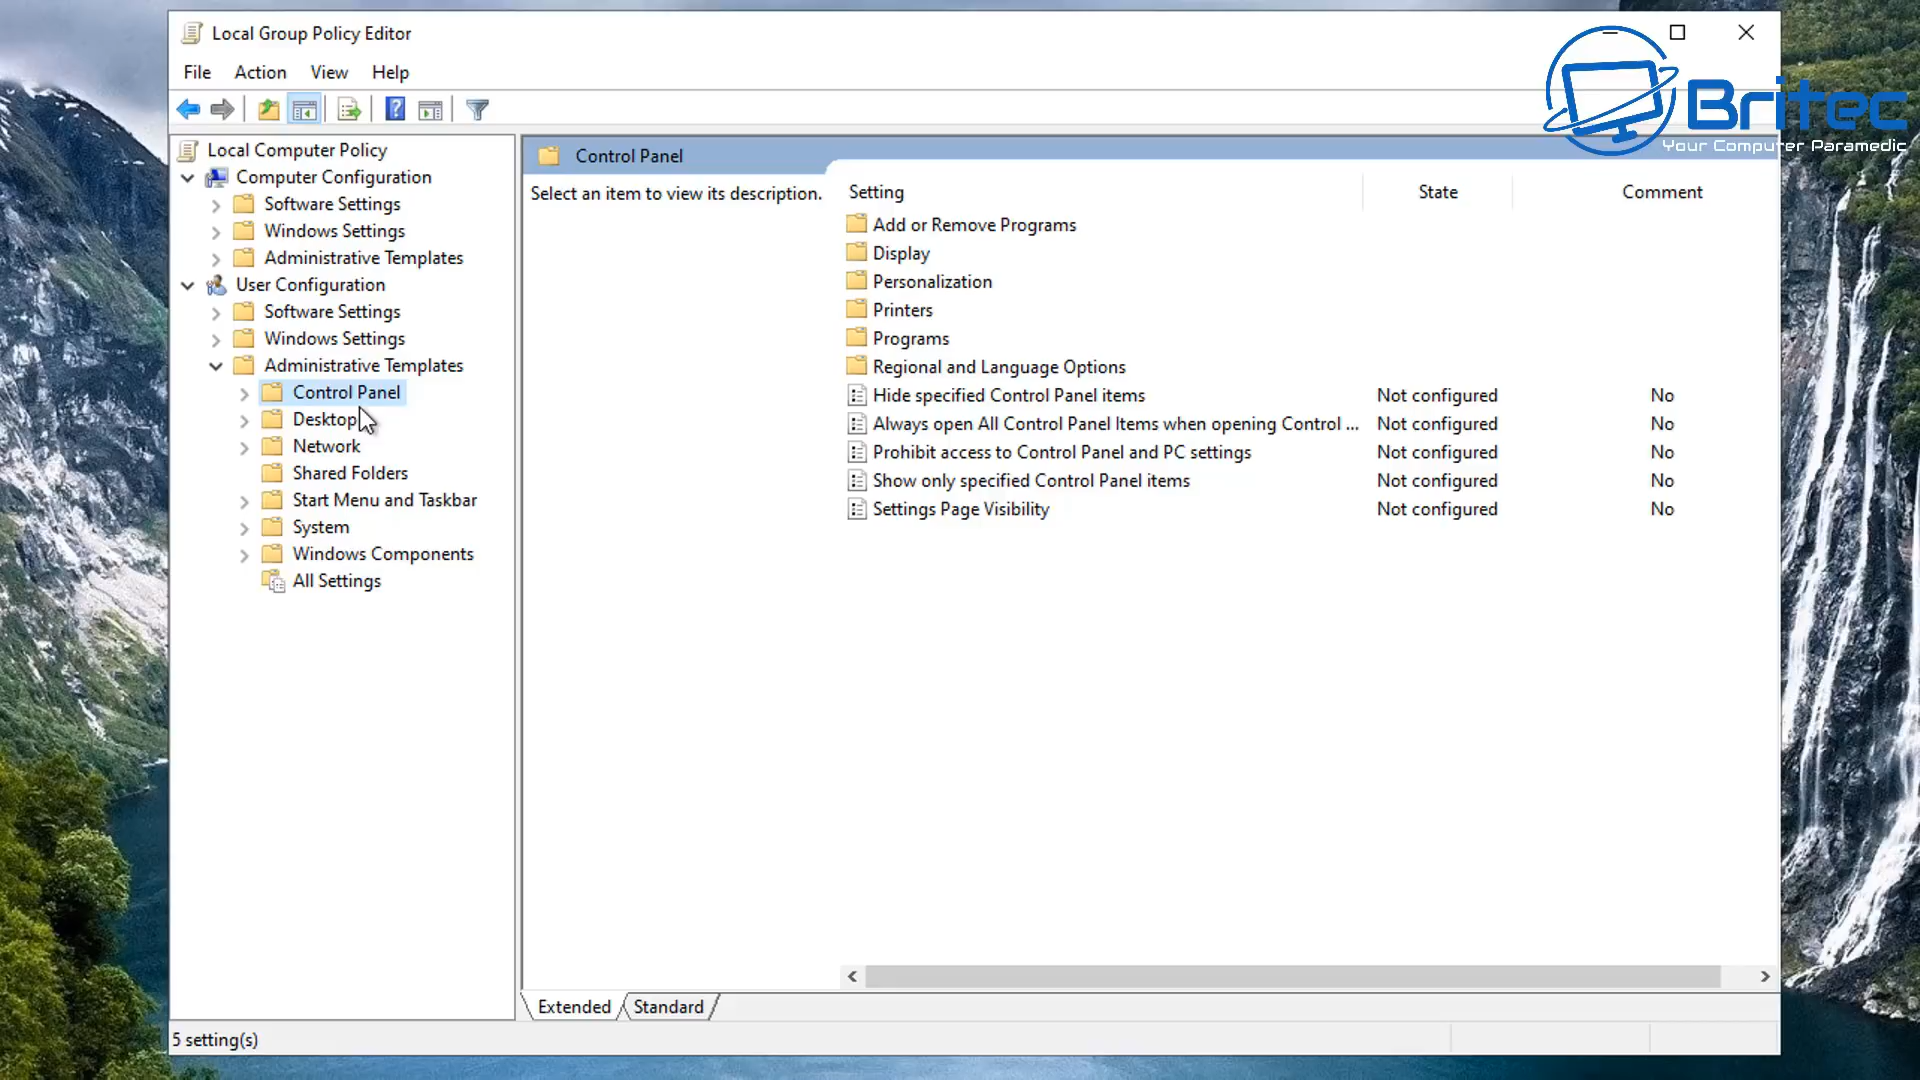 Local Group Policy Editor
File Action View Help
Britec
Your Computer Paramedic
Local Computer Policy
Computer Configuration
Software Settings
Windows Settings
Administrative Templates
User Configuration
Software Settings
Windows Settings
Administrative Templates
Control Panel
Desktop
Network
Shared Folders
Start Menu and Taskbar
System
Windows Components
All Settings
Control Panel
Select an item to view its description.
Setting State Comment
Add or Remove Programs
Display
Personalization
Printers
Programs
Regional and Language Options
Hide specified Control Panel items Not configured No
Always open All Control Panel Items when opening Control ... Not configured No
Prohibit access to Control Panel and PC settings Not configured No
Show only specified Control Panel items Not configured No
Settings Page Visibility Not configured No
Extended Standard
5 setting(s)